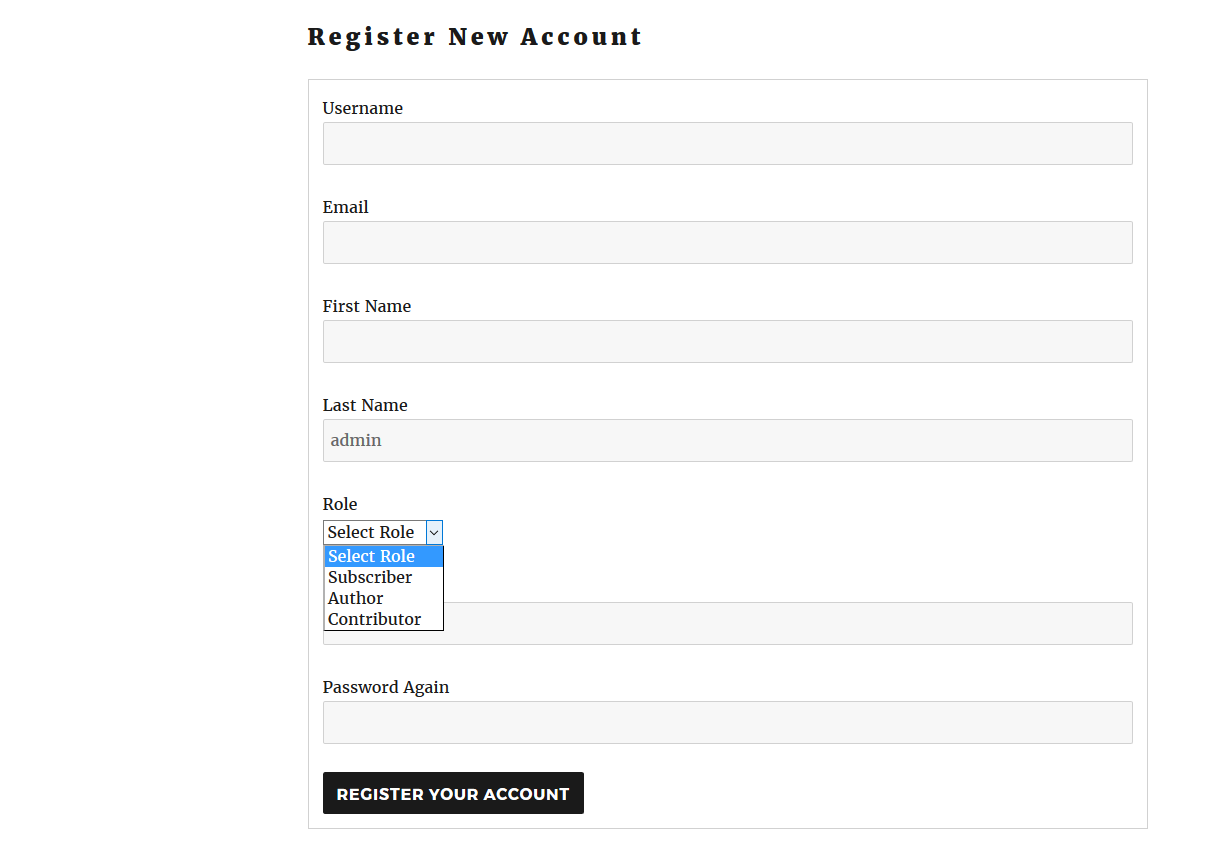 Register New Account
Username
Email
First Name
Last Name
admin
Role
Select Role
Select Role
Subscriber
Author
Contributor
Password Again
REGISTER YOUR ACCOUNT